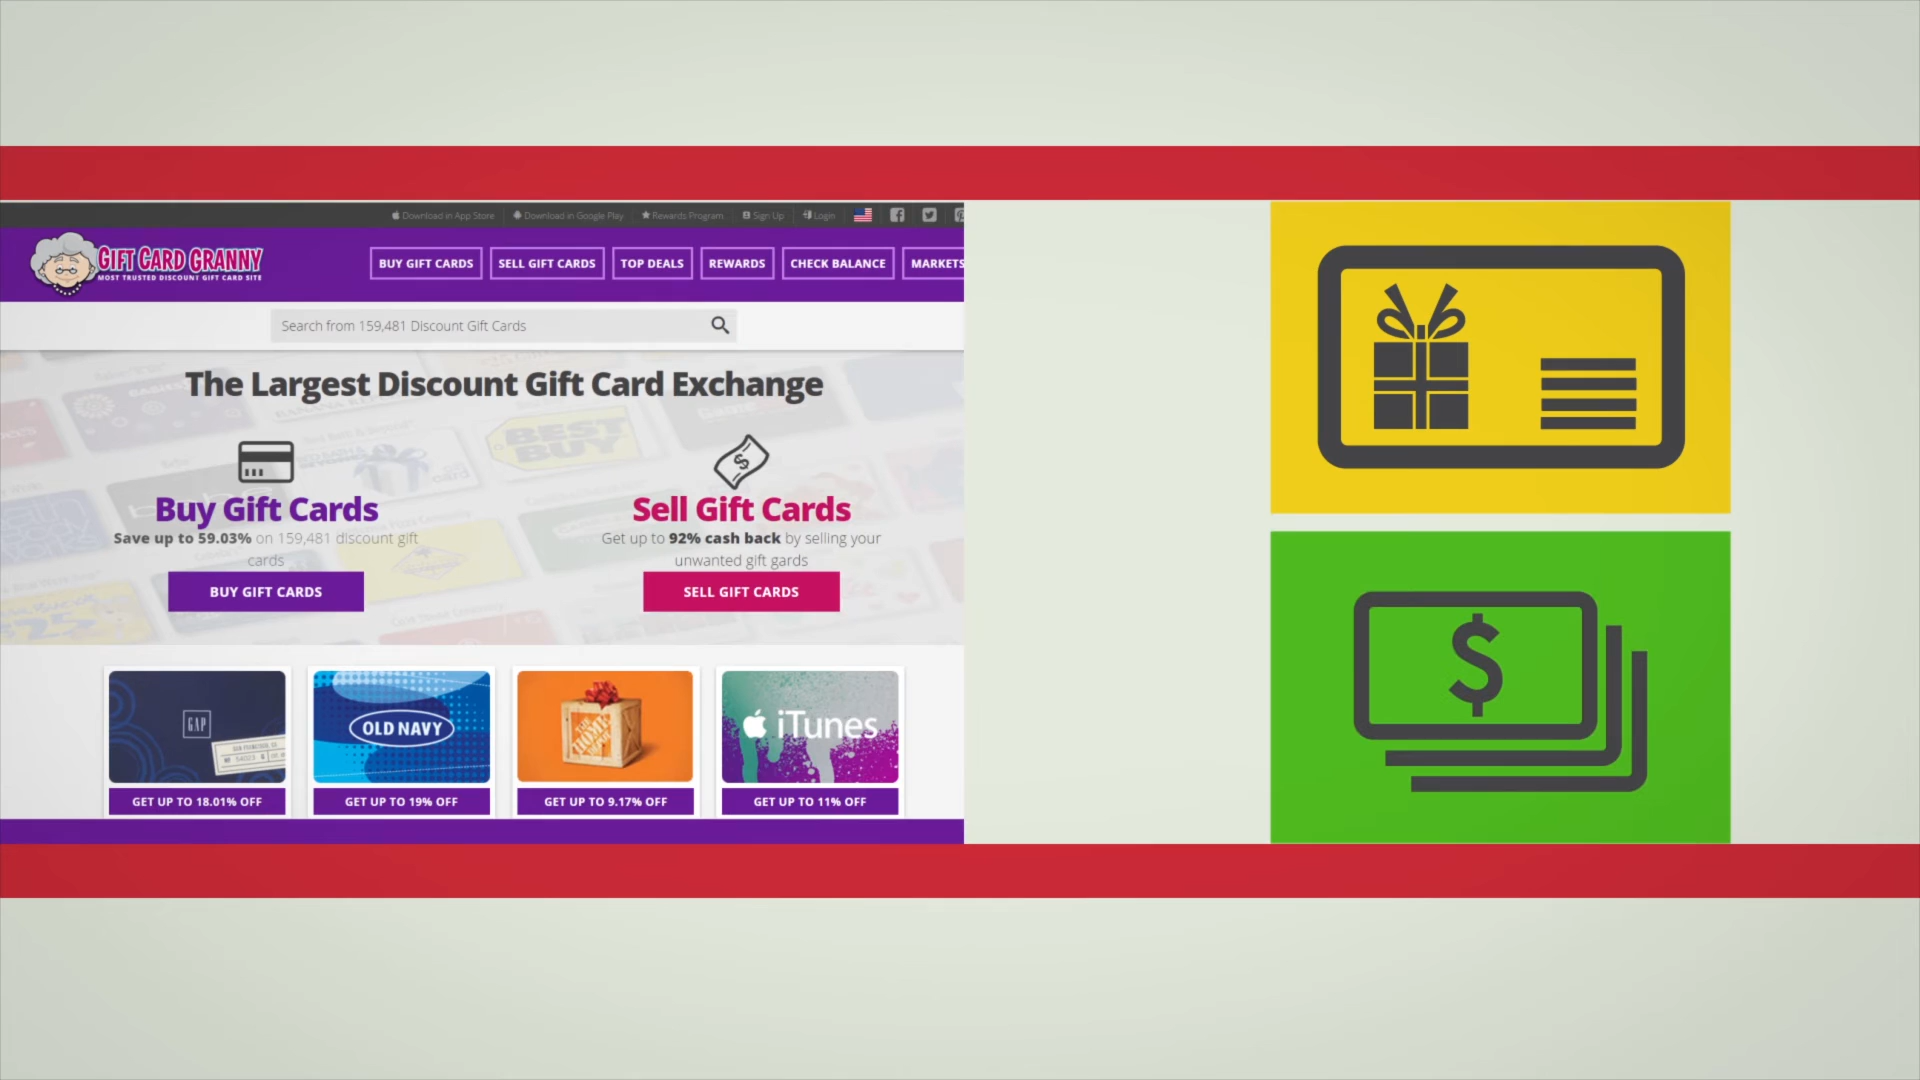 Download in App Store
Download in Google Play
Rewards Program
Sign Up
Login
GIFT CARD GRANNY
MOST TRUSTED DISCOUNT GIFT CARD SITE
BUY GIFT CARDS
SELL GIFT CARDS
TOP DEALS
REWARDS
CHECK BALANCE
MARKETS
Search from 159,481 Discount Gift Cards
The Largest Discount Gift Card Exchange
BEST
BUY
Buy Gift Cards
Save up to 59.03% on 159,481 discount gift
cards
BUY GIFT CARDS
$
Sell Gift Cards
Get up to 92% cash back by selling your
unwanted gift gards
SELL GIFT CARDS
GAP
OLD NAVY
THE
HOME
DEPOT
iTunes
GET UP TO 18.01% OFF
GET UP TO 19% OFF
GET UP TO 9.17% OFF
GET UP TO 11% OFF
$